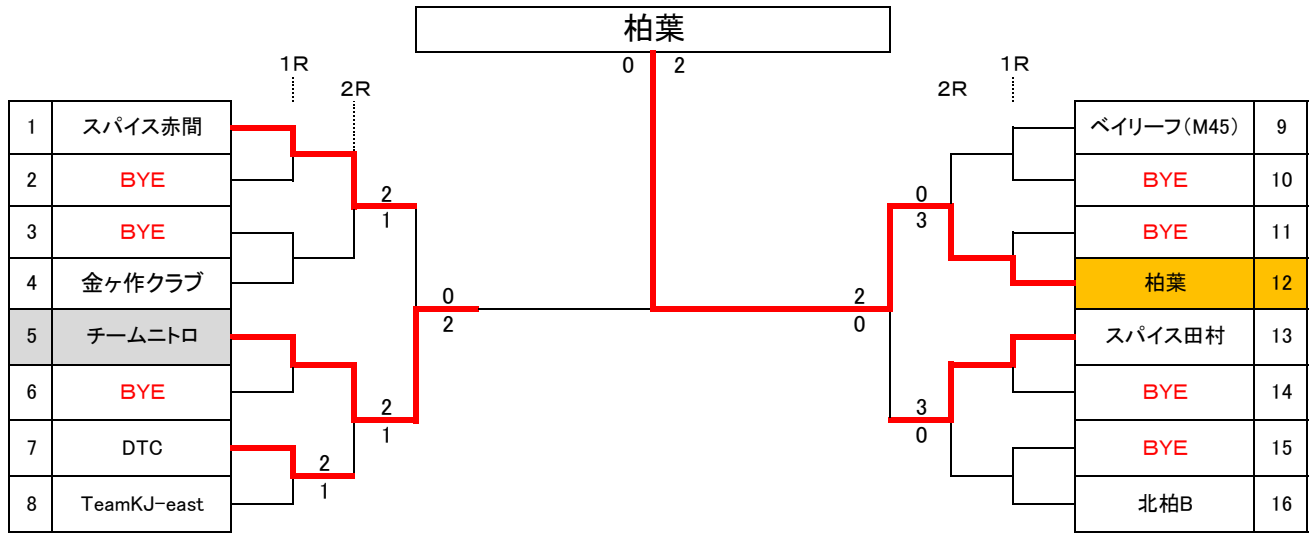 柏葉
0 2
1R
2R
1R
2R
1 スパイス赤間
2 BYE
3 BYE
4 金ヶ作クラブ
5 チームニトロ
6 BYE
7 DTC
8 TeamKJ-east
2
1
2
1
2
1
0
2
2
0
0
3
3
0
ベイリーフ(M45) 9
BYE 10
BYE 11
柏葉 12
スパイス田村 13
BYE 14
BYE 15
北柏B 16